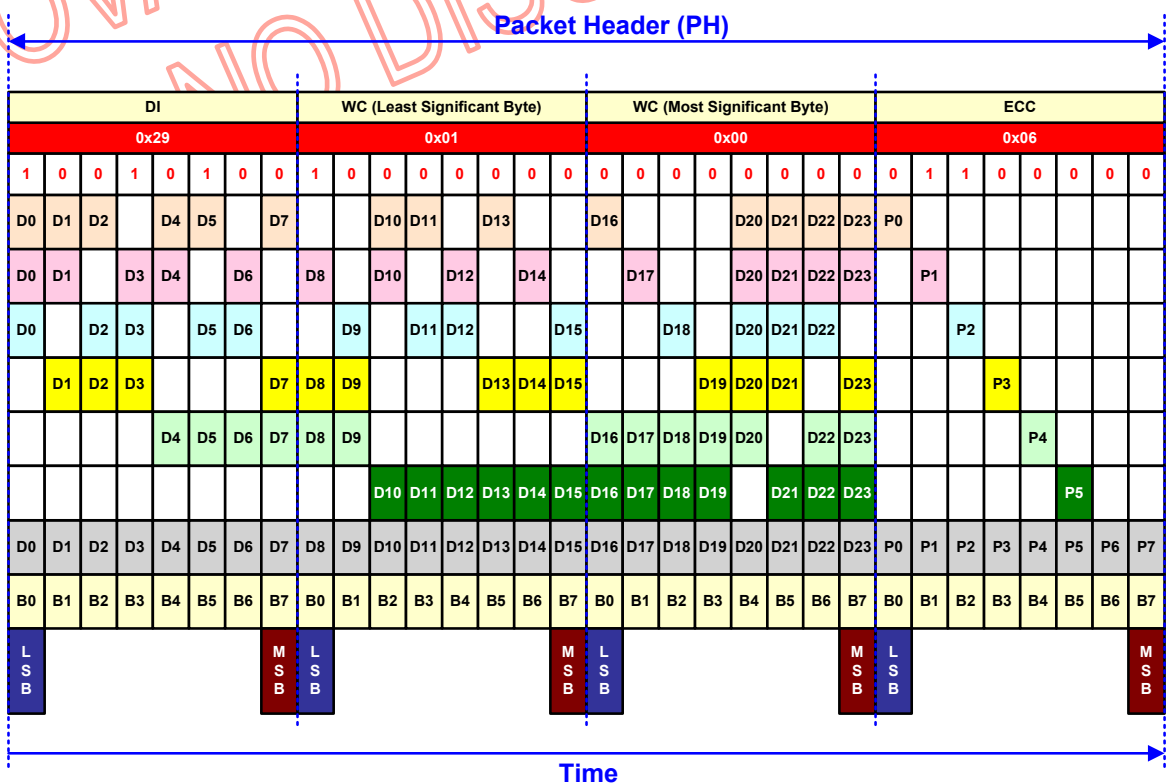 Packet Header (PH)
DI WC (Least Significant Byte) WC (Most Significant Byte) ECC
0x29 0x01 0x00 0x06
1 0 0 1 0 1 0 0 1 0 0 0 0 0 0 0 0 0 0 0 0 0 0 0 0 1 1 0 0 0 0 0
D0 D1 D2 D4 D5 D7 D10 D11 D13 D16 D20 D21 D22 D23 P0
D0 D1 D3 D4 D6 D8 D10 D12 D14 D17 D20 D21 D22 D23 P1
D0 D2 D3 D5 D6 D9 D11 D12 D15 D18 D20 D21 D22 P2
D1 D2 D3 D7 D8 D9 D13 D14 D15 D19 D20 D21 D23 P3
D4 D5 D6 D7 D8 D9 D16 D17 D18 D19 D20 D22 D23 P4
D10 D11 D12 D13 D14 D15 D16 D17 D18 D19 D21 D22 D23 P5
D0 D1 D2 D3 D4 D5 D6 D7 D8 D9 D10 D11 D12 D13 D14 D15 D16 D17 D18 D19 D20 D21 D22 D23 P0 P1 P2 P3 P4 P5 P6 P7
B0 B1 B2 B3 B4 B5 B6 B7 B0 B1 B2 B3 B4 B5 B6 B7 B0 B1 B2 B3 B4 B5 B6 B7 B0 B1 B2 B3 B4 B5 B6 B7
LSB MSB LSB MSB LSB MSB LSB MSB
Time